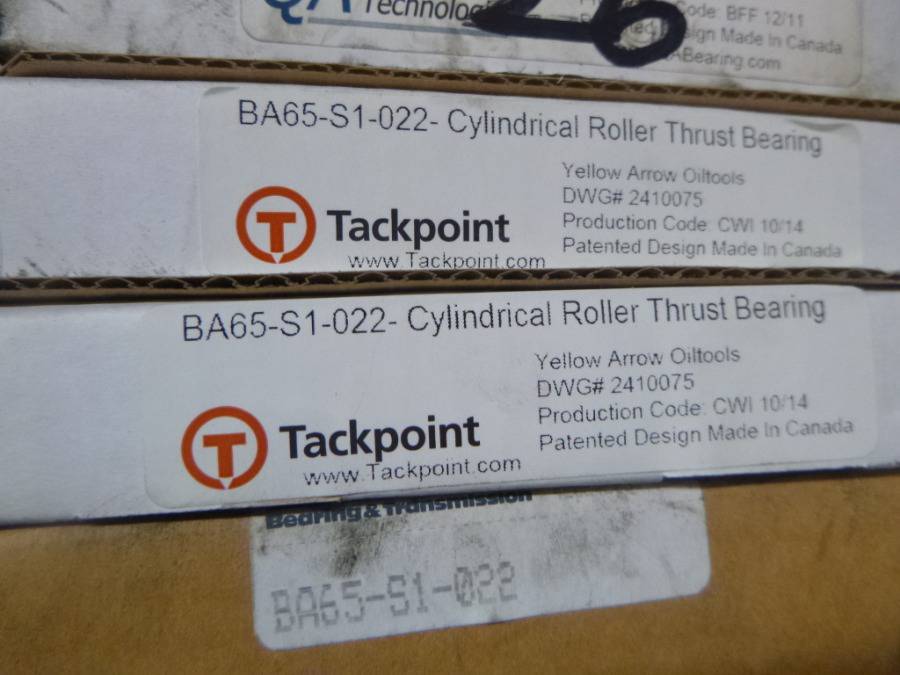 QA Technolo
Code: BFF 12/11
Design Made In Canada
Bearing.com
BA65-S1-022- Cylindrical Roller Thrust Bearing
Yellow Arrow Oiltools
DWG# 2410075
Production Code: CWI 10/14
Patented Design Made In Canada
T Tackpoint
www.Tackpoint.com
BA65-S1-022- Cylindrical Roller Thrust Bearing
Yellow Arrow Oiltools
DWG# 2410075
Production Code: CWI 10/14
Patented Design Made In Canada
T Tackpoint
www.Tackpoint.com
Bearing & Transmission
BA65-S1-022